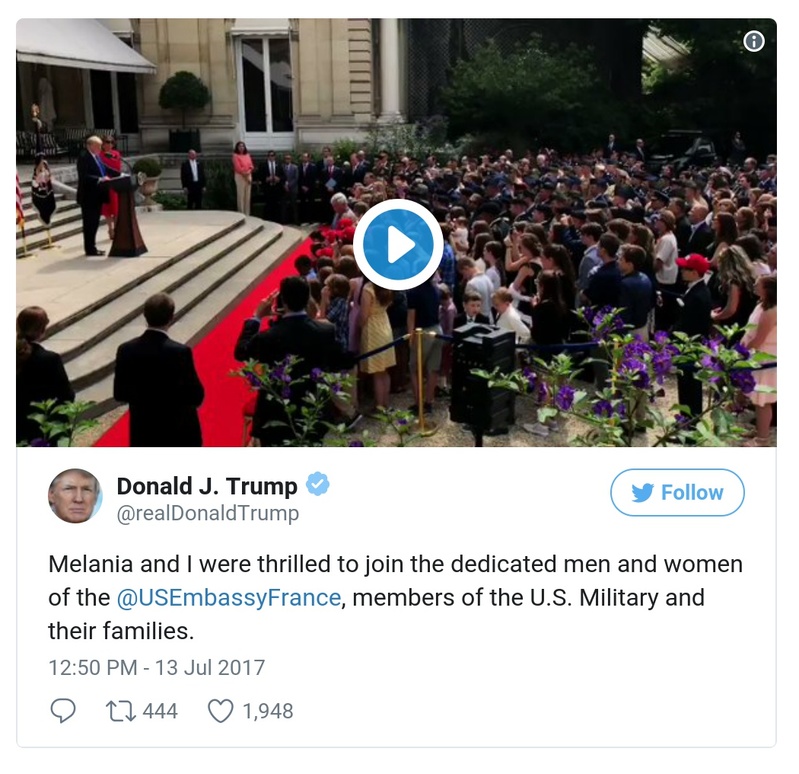 Donald J. Trump
Follow
@realDonaldTrump
Melania and I were thrilled to join the dedicated men and women
of the @USEmbassyFrance, members of the U.S. Military and
their families.
12:50 PM - 13 Jul 2017
444 1,948